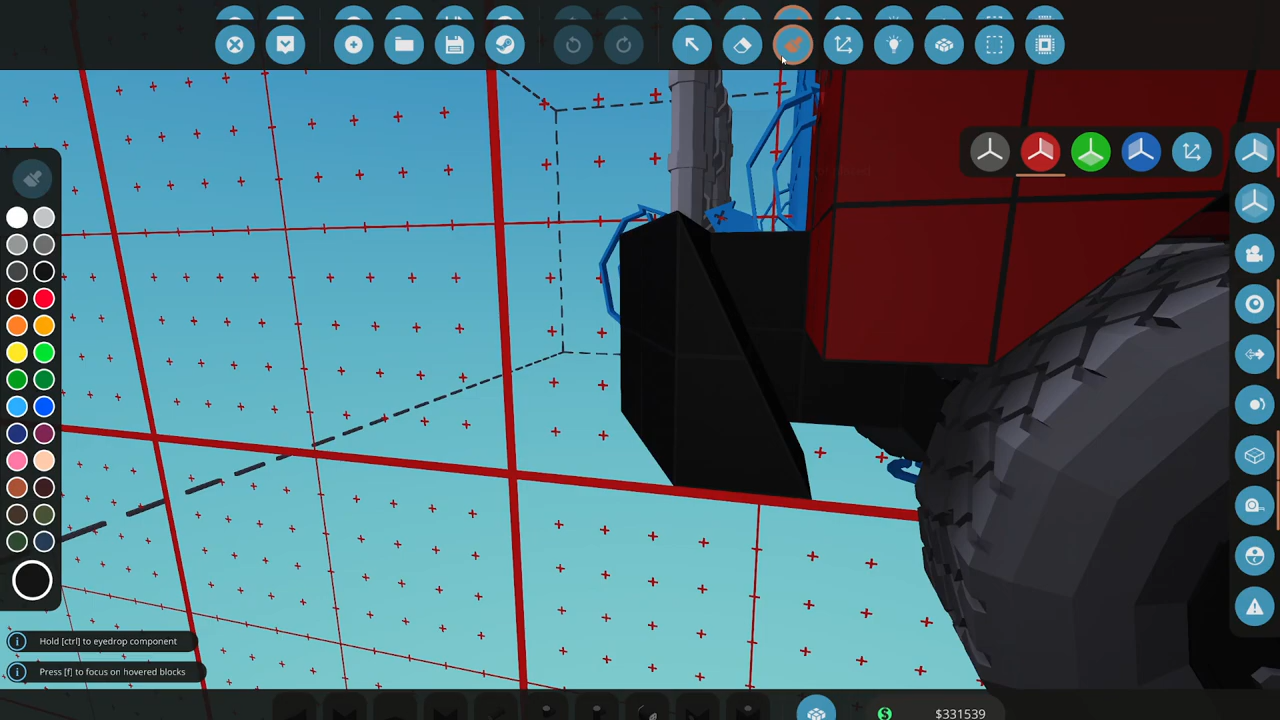 Hold [ctrl] to eyedrop component
Press [f] to focus on hovered blocks
$331539